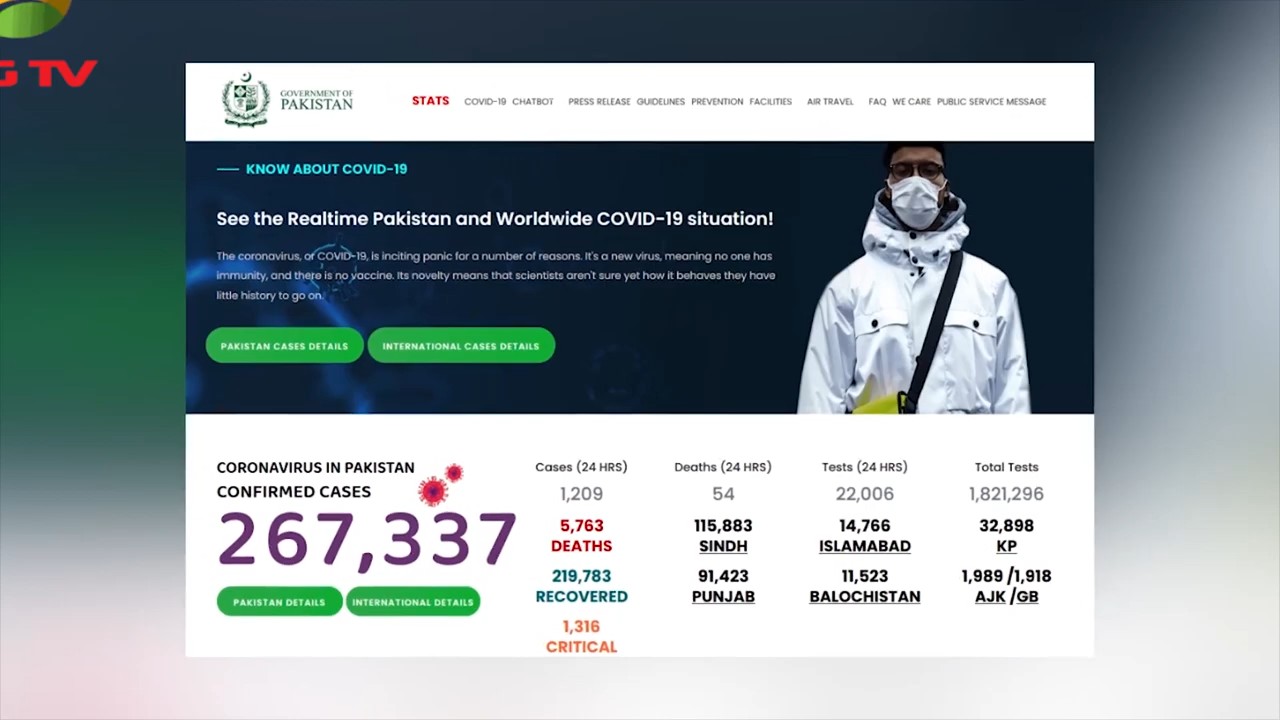 G TV
GOVERNMENT OF
PAKISTAN
STATS COVID-19 CHATBOT PRESS RELEASE GUIDELINES PREVENTION FACILITIES AIR TRAVEL FAQ WE CARE PUBLIC SERVICE MESSAGE
KNOW ABOUT COVID-19
See the Realtime Pakistan and Worldwide COVID-19 situation!
The coronavirus, or COVID-19, is inciting panic for a number of reasons. It's a new virus, meaning no one has
immunity, and there is no vaccine. Its novelty means that scientists aren't sure yet how it behaves they have
little history to go on.
PAKISTAN CASES DETAILS INTERNATIONAL CASES DETAILS
CORONAVIRUS IN PAKISTAN
CONFIRMED CASES
267,337
PAKISTAN DETAILS INTERNATIONAL DETAILS
Cases (24 HRS) Deaths (24 HRS) Tests (24 HRS) Total Tests
1,209 54 22,006 1,821,296
5,763 115,883 14,766 32,898
DEATHS SINDH ISLAMABAD KP
219,783 91,423 11,523 1,989 /1,918
RECOVERED PUNJAB BALOCHISTAN AJK /GB
1,316
CRITICAL